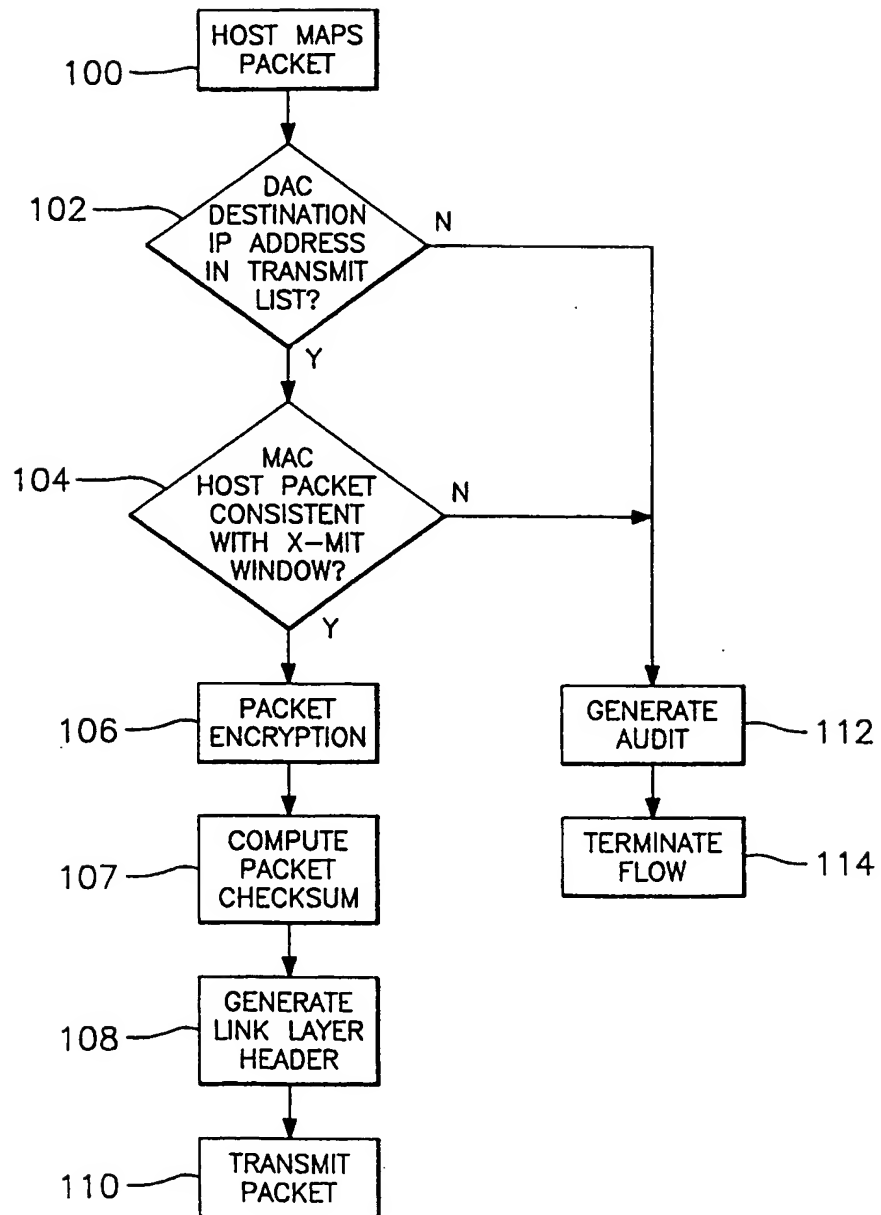 HOST MAPS
PACKET
100
DAC
DESTINATION
IP ADDRESS
IN TRANSMIT
LIST?
102
N
Y
MAC
HOST PACKET
CONSISTENT
WITH X-MIT
WINDOW?
104
N
Y
PACKET
ENCRYPTION
106
GENERATE
AUDIT
112
COMPUTE
PACKET
CHECKSUM
107
TERMINATE
FLOW
114
GENERATE
LINK LAYER
HEADER
108
TRANSMIT
PACKET
110